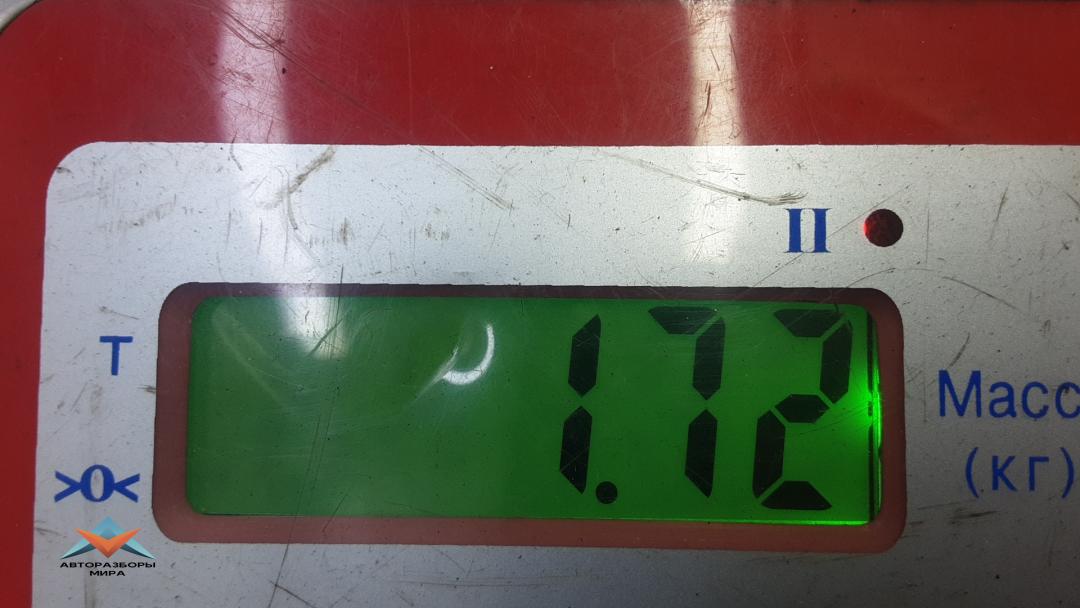 II
T
1.72
Масс
(кг)
>0<
АВТОРАЗБОРЫ
МИРА